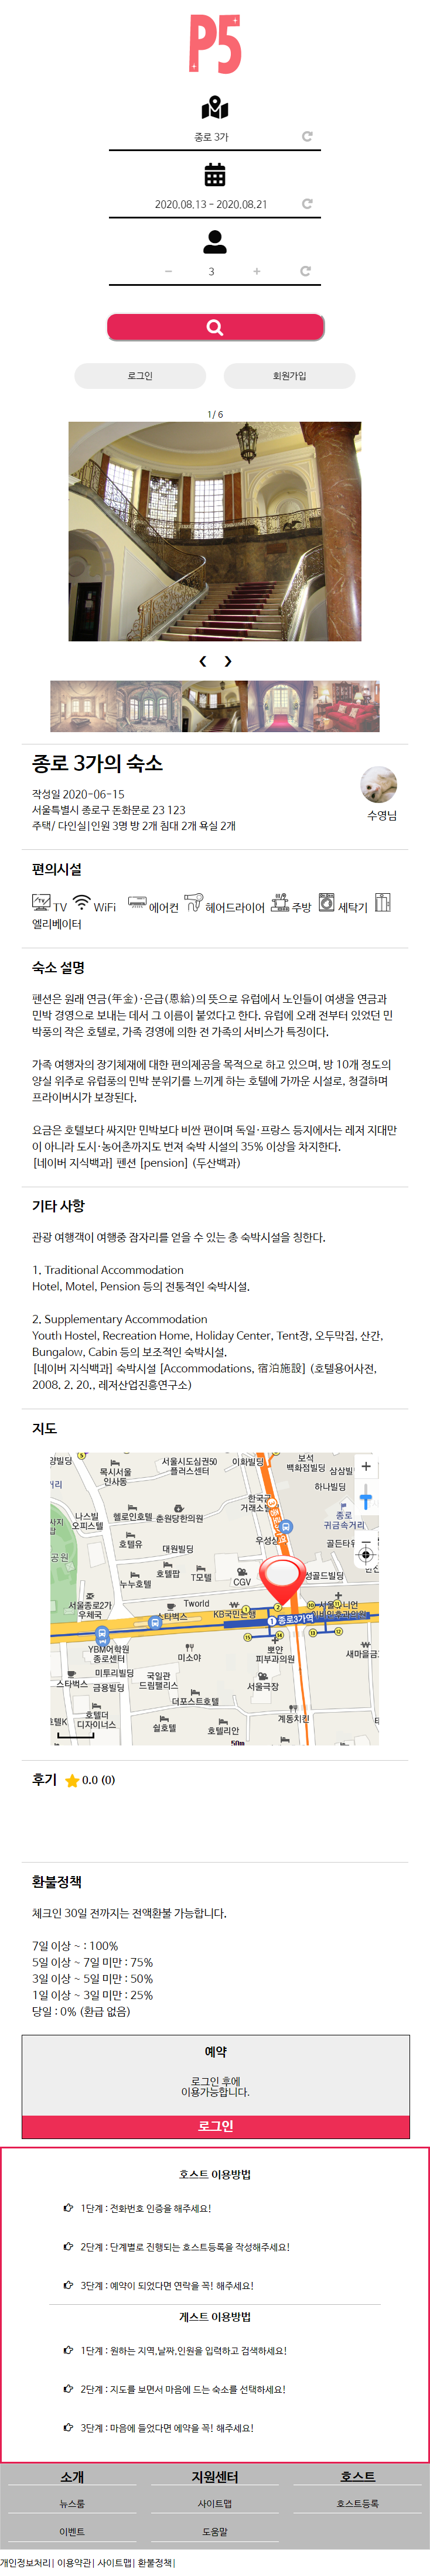 P5
종로 3가
2020.08.13 - 2020.08.21
3
로그인
회원가입
1/ 6
종로 3가의 숙소
작성일 2020-06-15
서울특별시 종로구 돈화문로 23 123
주택/ 다인실|인원 3명 방 2개 침대 2개 욕실 2개
수영님
편의시설
TV WiFi 에어컨 헤어드라이어 주방 세탁기
엘리베이터
숙소 설명
펜션은 원래 연금(年金)·은급(恩給)의 뜻으로 유럽에서 노인들이 여생을 연금과
민박 경영으로 보내는 데서 그 이름이 붙었다고 한다. 유럽에 오래 전부터 있었던 민
박풍의 작은 호텔로, 가족 경영에 의한 전 가족의 서비스가 특징이다.
가족 여행자의 장기체재에 대한 편의제공을 목적으로 하고 있으며, 방 10개 정도의
양실 위주로 유럽풍의 민박 분위기를 느끼게 하는 호텔에 가까운 시설로, 청결하며
프라이버시가 보장된다.
요금은 호텔보다 싸지만 민박보다 비싼 편이며 독일·프랑스 등지에서는 레저 지대만
이 아니라 도시·농어촌까지도 번져 숙박 시설의 35% 이상을 차지한다.
[네이버 지식백과] 펜션 [pension] (두산백과)
기타 사항
관광 여행객이 여행중 잠자리를 얻을 수 있는 총 숙박시설을 칭한다.
1. Traditional Accommodation
Hotel, Motel, Pension 등의 전통적인 숙박시설.
2. Supplementary Accommodation
Youth Hostel, Recreation Home, Holiday Center, Tent장, 오두막집, 산간,
Bungalow, Cabin 등의 보조적인 숙박시설.
[네이버 지식백과] 숙박시설 [Accommodations, 宿泊施設] (호텔용어사전,
2008. 2. 20., 레저산업진흥연구소)
지도
서울시도심권50
플러스센터
이화빌딩
보석
백화점빌딩
삼삼빌
목시서울
인사동
하나빌딩
한국금
거래소빌
종로
귀금속거리
나스빌
오피스텔
헬로인호텔
춘원당한의원
호텔유
대원빌딩
우성상
골든타워
호텔팝
누누호텔
T모텔
CGV
성골드빌딩
서울종로2가
우체국
Tworld
스타벅스
KB국민은행
종로3가역
YBM어학원
종로센터
미소야
뽀얀
피부과의원
새마을금
미투리빌딩
스타벅스
금용빌딩
국일관
드림팰리스
서울극장
더포스트호텔
호텔더
디자이너스
호텔K
쉴호텔
호텔리안
계동치킨
50m
후기 0.0 (0)
환불정책
체크인 30일 전까지는 전액환불 가능합니다.
7일 이상 ~ : 100%
5일 이상 ~ 7일 미만 : 75%
3일 이상 ~ 5일 미만 : 50%
1일 이상 ~ 3일 미만 : 25%
당일 : 0% (환급 없음)
예약
로그인 후에
이용가능합니다.
로그인
호스트 이용방법
1단계 : 전화번호 인증을 해주세요!
2단계 : 단계별로 진행되는 호스트등록을 작성해주세요!
3단계 : 예약이 되었다면 연락을 꼭! 해주세요!
게스트 이용방법
1단계 : 원하는 지역,날짜,인원을 입력하고 검색하세요!
2단계 : 지도를 보면서 마음에 드는 숙소를 선택하세요!
3단계 : 마음에 들었다면 예약을 꼭! 해주세요!
소개 지원센터 호스트
뉴스룸 사이트맵 호스트등록
이벤트 도움말
개인정보처리| 이용약관| 사이트맵| 환불정책|